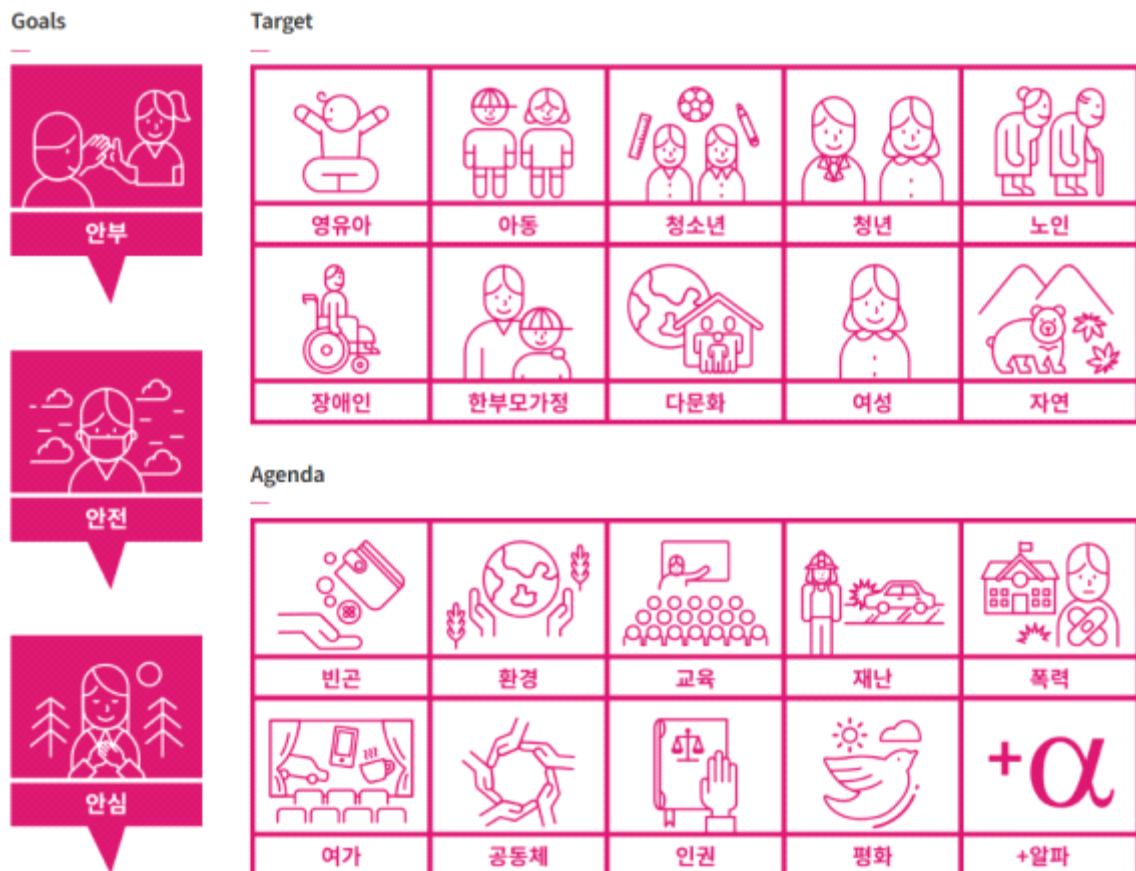 Goals
안부
안전
안심
Target
영유아 아동 청소년 청년 노인
장애인 한부모가정 다문화 여성 자연
Agenda
빈곤 환경 교육 재난 폭력
+α
여가 공동체 인권 평화 +알파